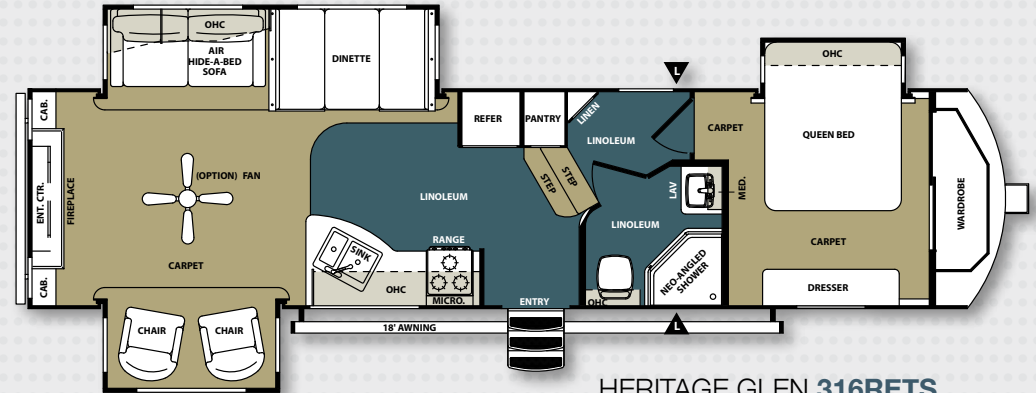 OHC
AIR
HIDE-A-BED
SOFA
DINETTE
OHC
CAB.
REFER
PANTRY
LINEN
LINOLEUM
CARPET
QUEEN BED
L
ENT. CTR.
FIREPLACE
(OPTION) FAN
LINOLEUM
STEP
STEP
LAV
MED.
WARDROBE
LINOLEUM
CARPET
RANGE
SINK
CARPET
NEO-ANGLED
SHOWER
CAB.
OHC
MICRO.
ENTRY
OHC
DRESSER
CHAIR
CHAIR
18' AWNING
L
HERITAGE GLEN 316RETS